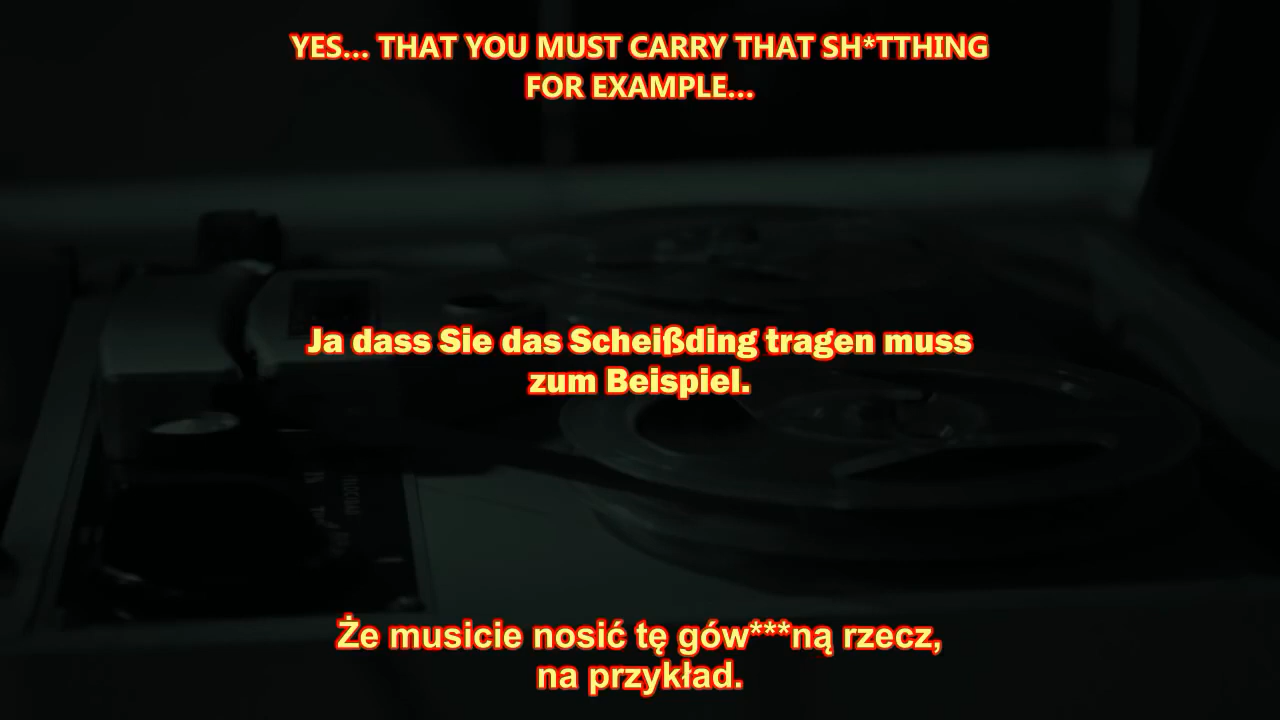 YES... THAT YOU MUST CARRY THAT SH*TTHING
FOR EXAMPLE...
Ja dass Sie das Scheißding tragen muss
zum Beispiel.
Że musicie nosić tę gów***ną rzecz,
na przykład.